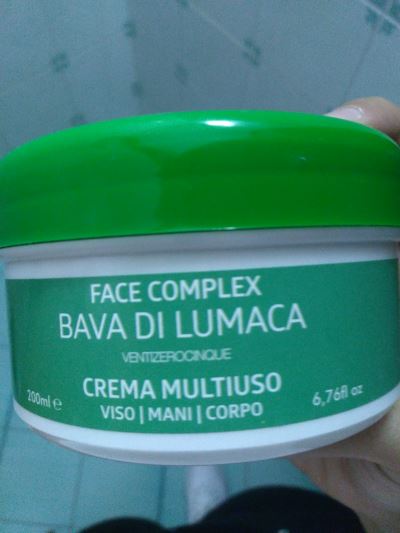 FACE COMPLEX
BAVA DI LUMACA
VENTIZEROCINQUE
CREMA MULTIUSO
VISO | MANI | CORPO
200ml ℮
6,76fl oz